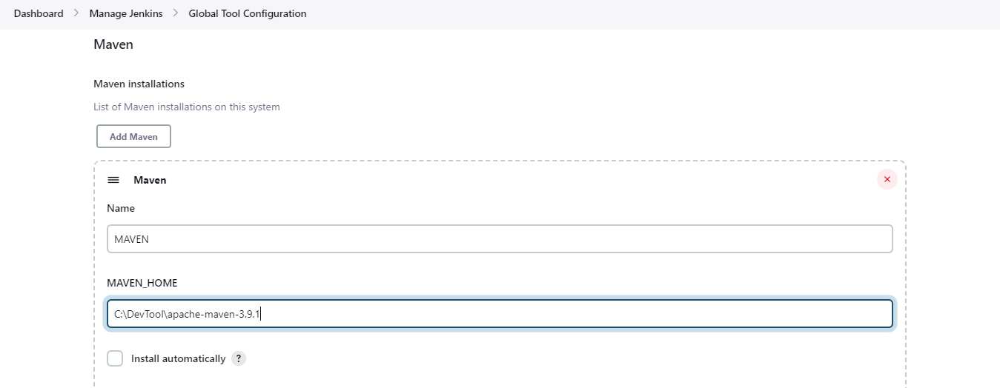 Dashboard > Manage Jenkins > Global Tool Configuration
Maven
Maven installations
List of Maven installations on this system
Add Maven
Maven
Name
MAVEN
MAVEN_HOME
C:\DevTool\apache-maven-3.9.1
Install automatically ?